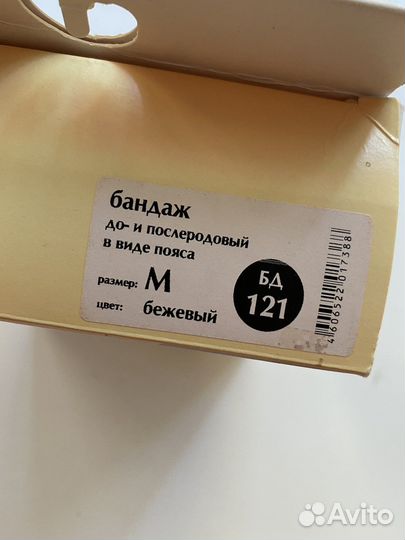 бандаж
до- и послеродовый
в виде пояса
размер: M
цвет: бежевый
БД
121
4606522017388
Avito